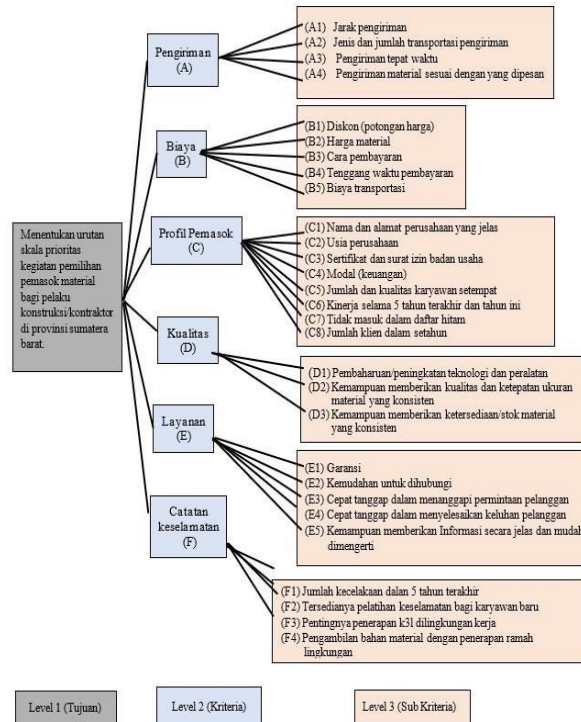 Menentukan urutan
skala prioritas
kegiatan pemilihan
pemasok material
bagi pelaku
konstruksi/kontraktor
di provinsi sumatera
barat.
Pengiriman
(A)
(A1) Jarak pengiriman
(A2) Jenis dan jumlah transportasi pengiriman
(A3) Pengiriman tepat waktu
(A4) Pengiriman material sesuai dengan yang dipesan
Biaya
(B)
(B1) Diskon (potongan harga)
(B2) Harga material
(B3) Cara pembayaran
(B4) Tenggang waktu pembayaran
(B5) Biaya transportasi
Profil Pemasok
(C)
(C1) Nama dan alamat perusahaan yang jelas
(C2) Usia perusahaan
(C3) Sertifikat dan surat izin badan usaha
(C4) Modal (keuangan)
(C5) Jumlah dan kualitas karyawan setempat
(C6) Kinerja selama 5 tahun terakhir dan tahun ini
(C7) Tidak masuk dalam daftar hitam
(C8) Jumlah klien dalam setahun
Kualitas
(D)
(D1) Pembaharuan/peningkatan teknologi dan peralatan
(D2) Kemampuan memberikan kualitas dan ketepatan ukuran
material yang konsisten
(D3) Kemampuan memberikan ketersediaan/stok material
yang konsisten
Layanan
(E)
(E1) Garansi
(E2) Kemudahan untuk dihubungi
(E3) Cepat tanggap dalam menanggapi permintaan pelanggan
(E4) Cepat tanggap dalam menyelesaikan keluhan pelanggan
(E5) Kemampuan memberikan Informasi secara jelas dan mudah
dimengerti
Catatan
keselamatan
(F)
(F1) Jumlah kecelakaan dalan 5 tahun terakhir
(F2) Tersedianya pelatihan keselamatan bagi karyawan baru
(F3) Pentingnya penerapan k3l dilingkungan kerja
(F4) Pengambilan bahan material dengan penerapan ramah
lingkungan
Level 1 (Tujuan)
Level 2 (Kriteria)
Level 3 (Sub Kriteria)